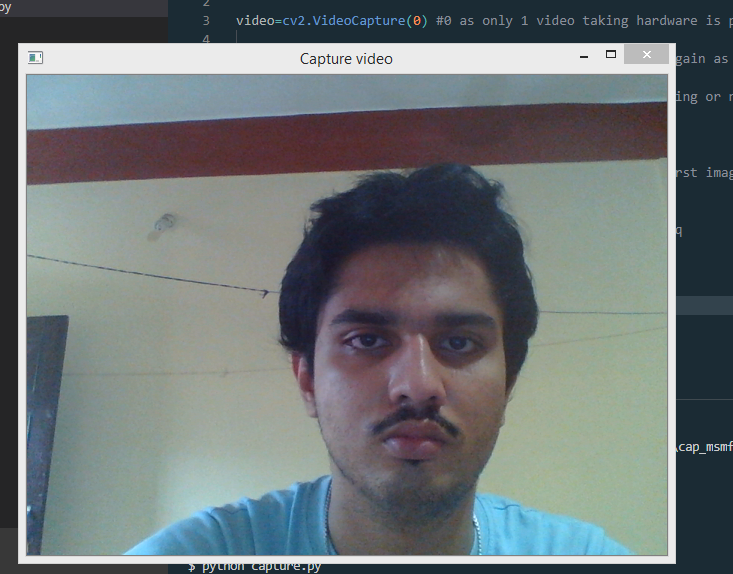 py
2
3 video=cv2.VideoCapture(0) #0 as only 1 video taking hardware is p
4
Capture video
gain as
ing or r
rst imag
q
\cap_msmf
$ python capture.py